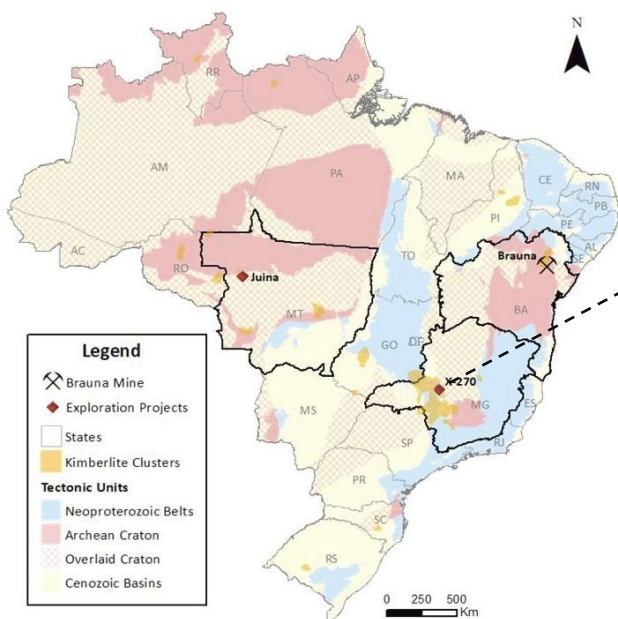 N
RR
AP
AM
PA
MA
CE
RN
PB
PI
PE
AL
SE
AC
RO
TO
Brauna
Juina
BA
MT
GO
DF
X-270
MS
MG
ES
SP
RJ
PR
SC
RS
Legend
Brauna Mine
Exploration Projects
States
Kimberlite Clusters
Tectonic Units
Neoproterozoic Belts
Archean Craton
Overlaid Craton
Cenozoic Basins
0 250 500
Km